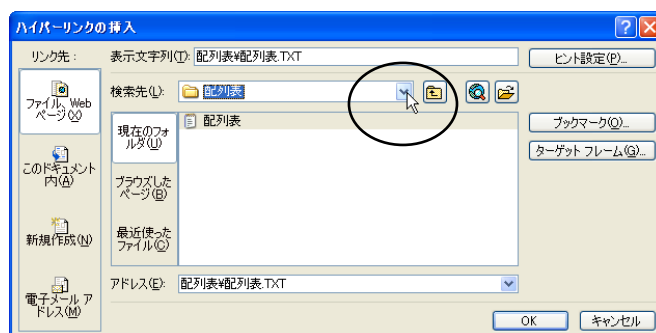 ハイパーリンクの挿入
リンク先：
表示文字列(T): 配列表¥配列表.TXT
ヒント設定(P)...
ファイル、Web
ページ(X)
検索先(L):
配列表
現在のフォ
ルダ(U)
配列表
ブックマーク(O)...
ターゲット フレーム(G)...
このドキュメント
内(A)
ブラウズした
ページ(B)
新規作成(N)
最近使った
ファイル(C)
電子メール ア
ドレス(M)
アドレス(E):
配列表¥配列表.TXT
OK
キャンセル